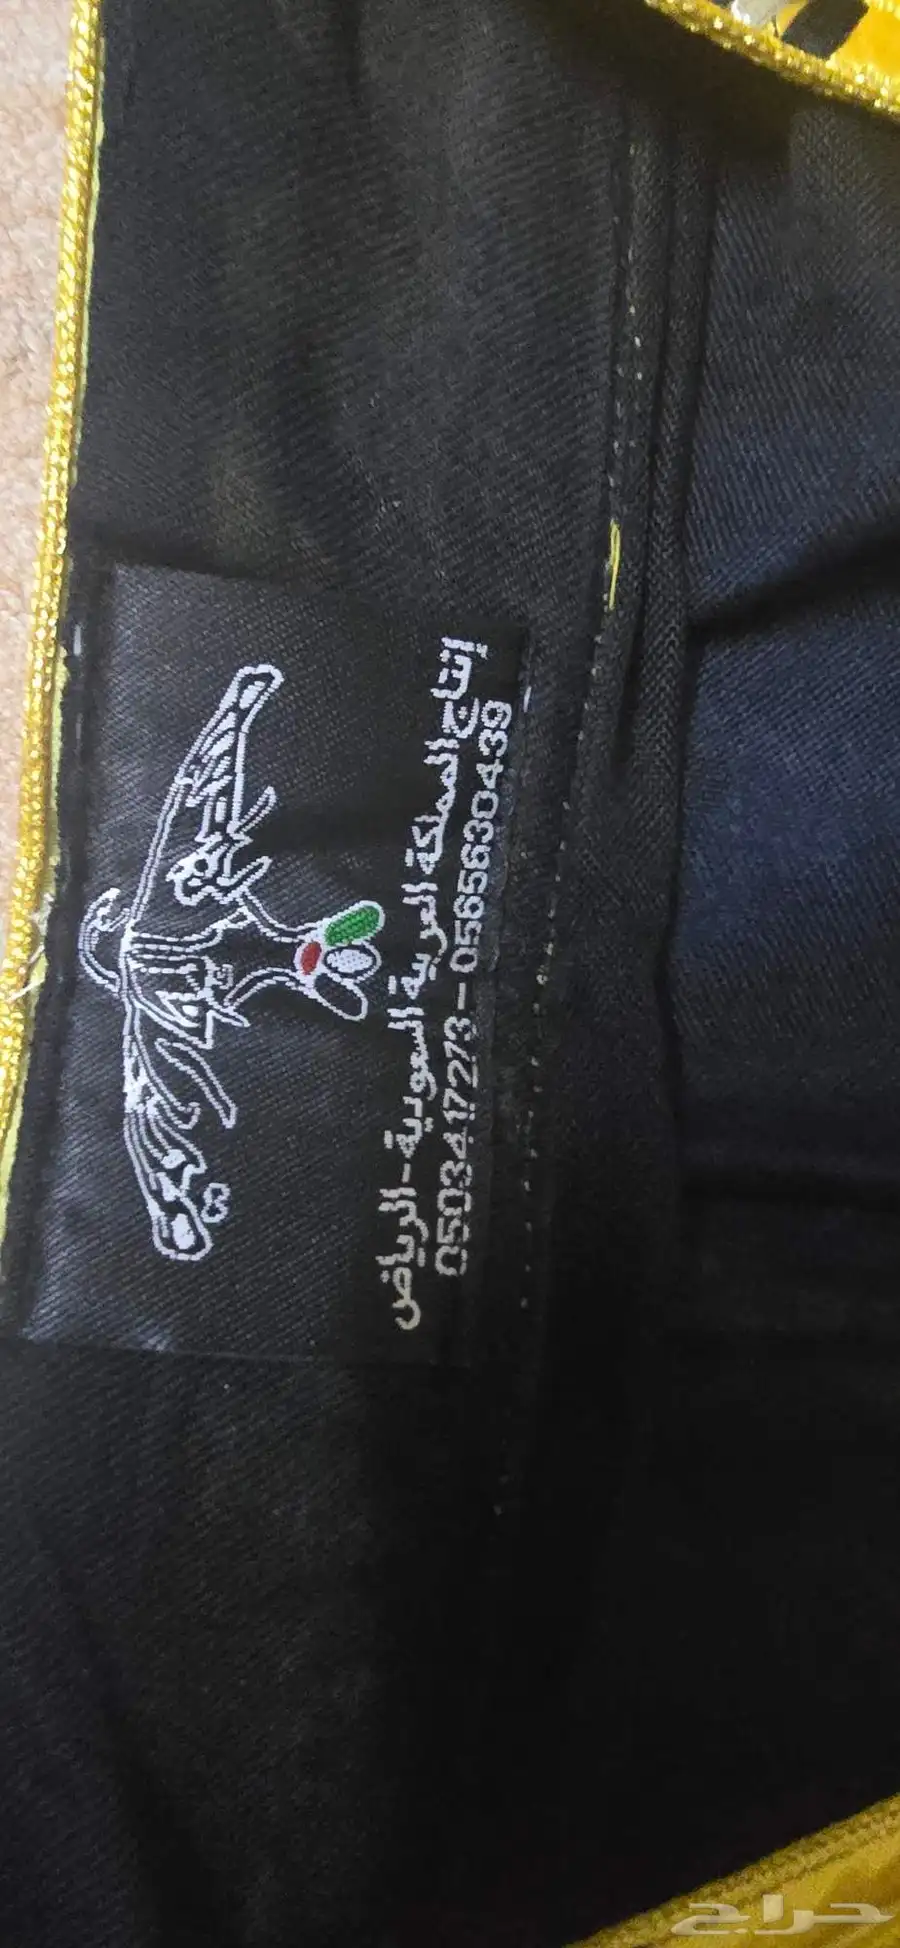 إنتاج المملكة العربية السعودية - الرياض
0503417273 - 0565630439
حراج